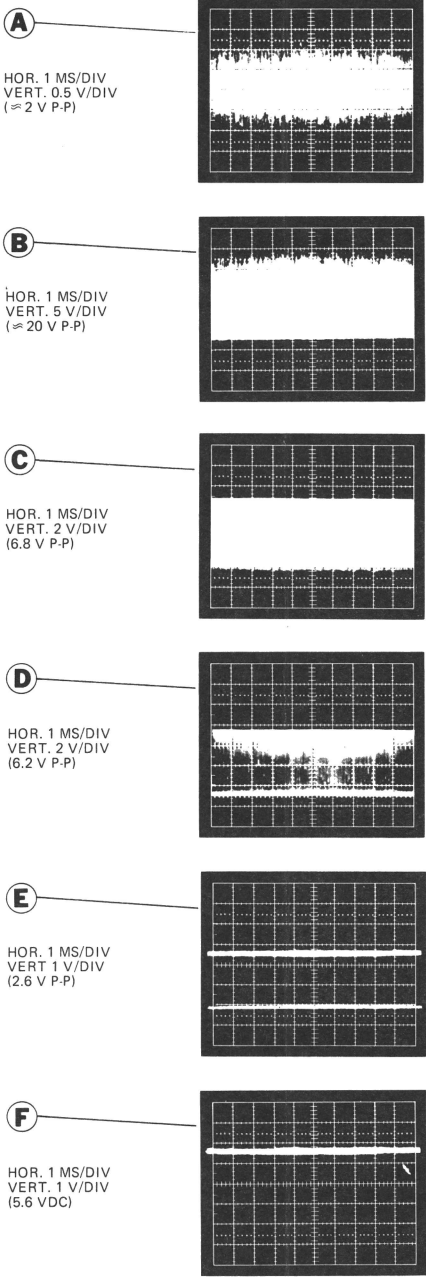 A
HOR. 1 MS/DIV
VERT. 0.5 V/DIV
(≈2 V P-P)
B
HOR. 1 MS/DIV
VERT. 5 V/DIV
(≈ 20 V P-P)
C
HOR. 1 MS/DIV
VERT. 2 V/DIV
(6.8 V P-P)
D
HOR. 1 MS/DIV
VERT. 2 V/DIV
(6.2 V P-P)
E
HOR. 1 MS/DIV
VERT 1 V/DIV
(2.6 V P-P)
F
HOR. 1 MS/DIV
VERT. 1 V/DIV
(5.6 VDC)